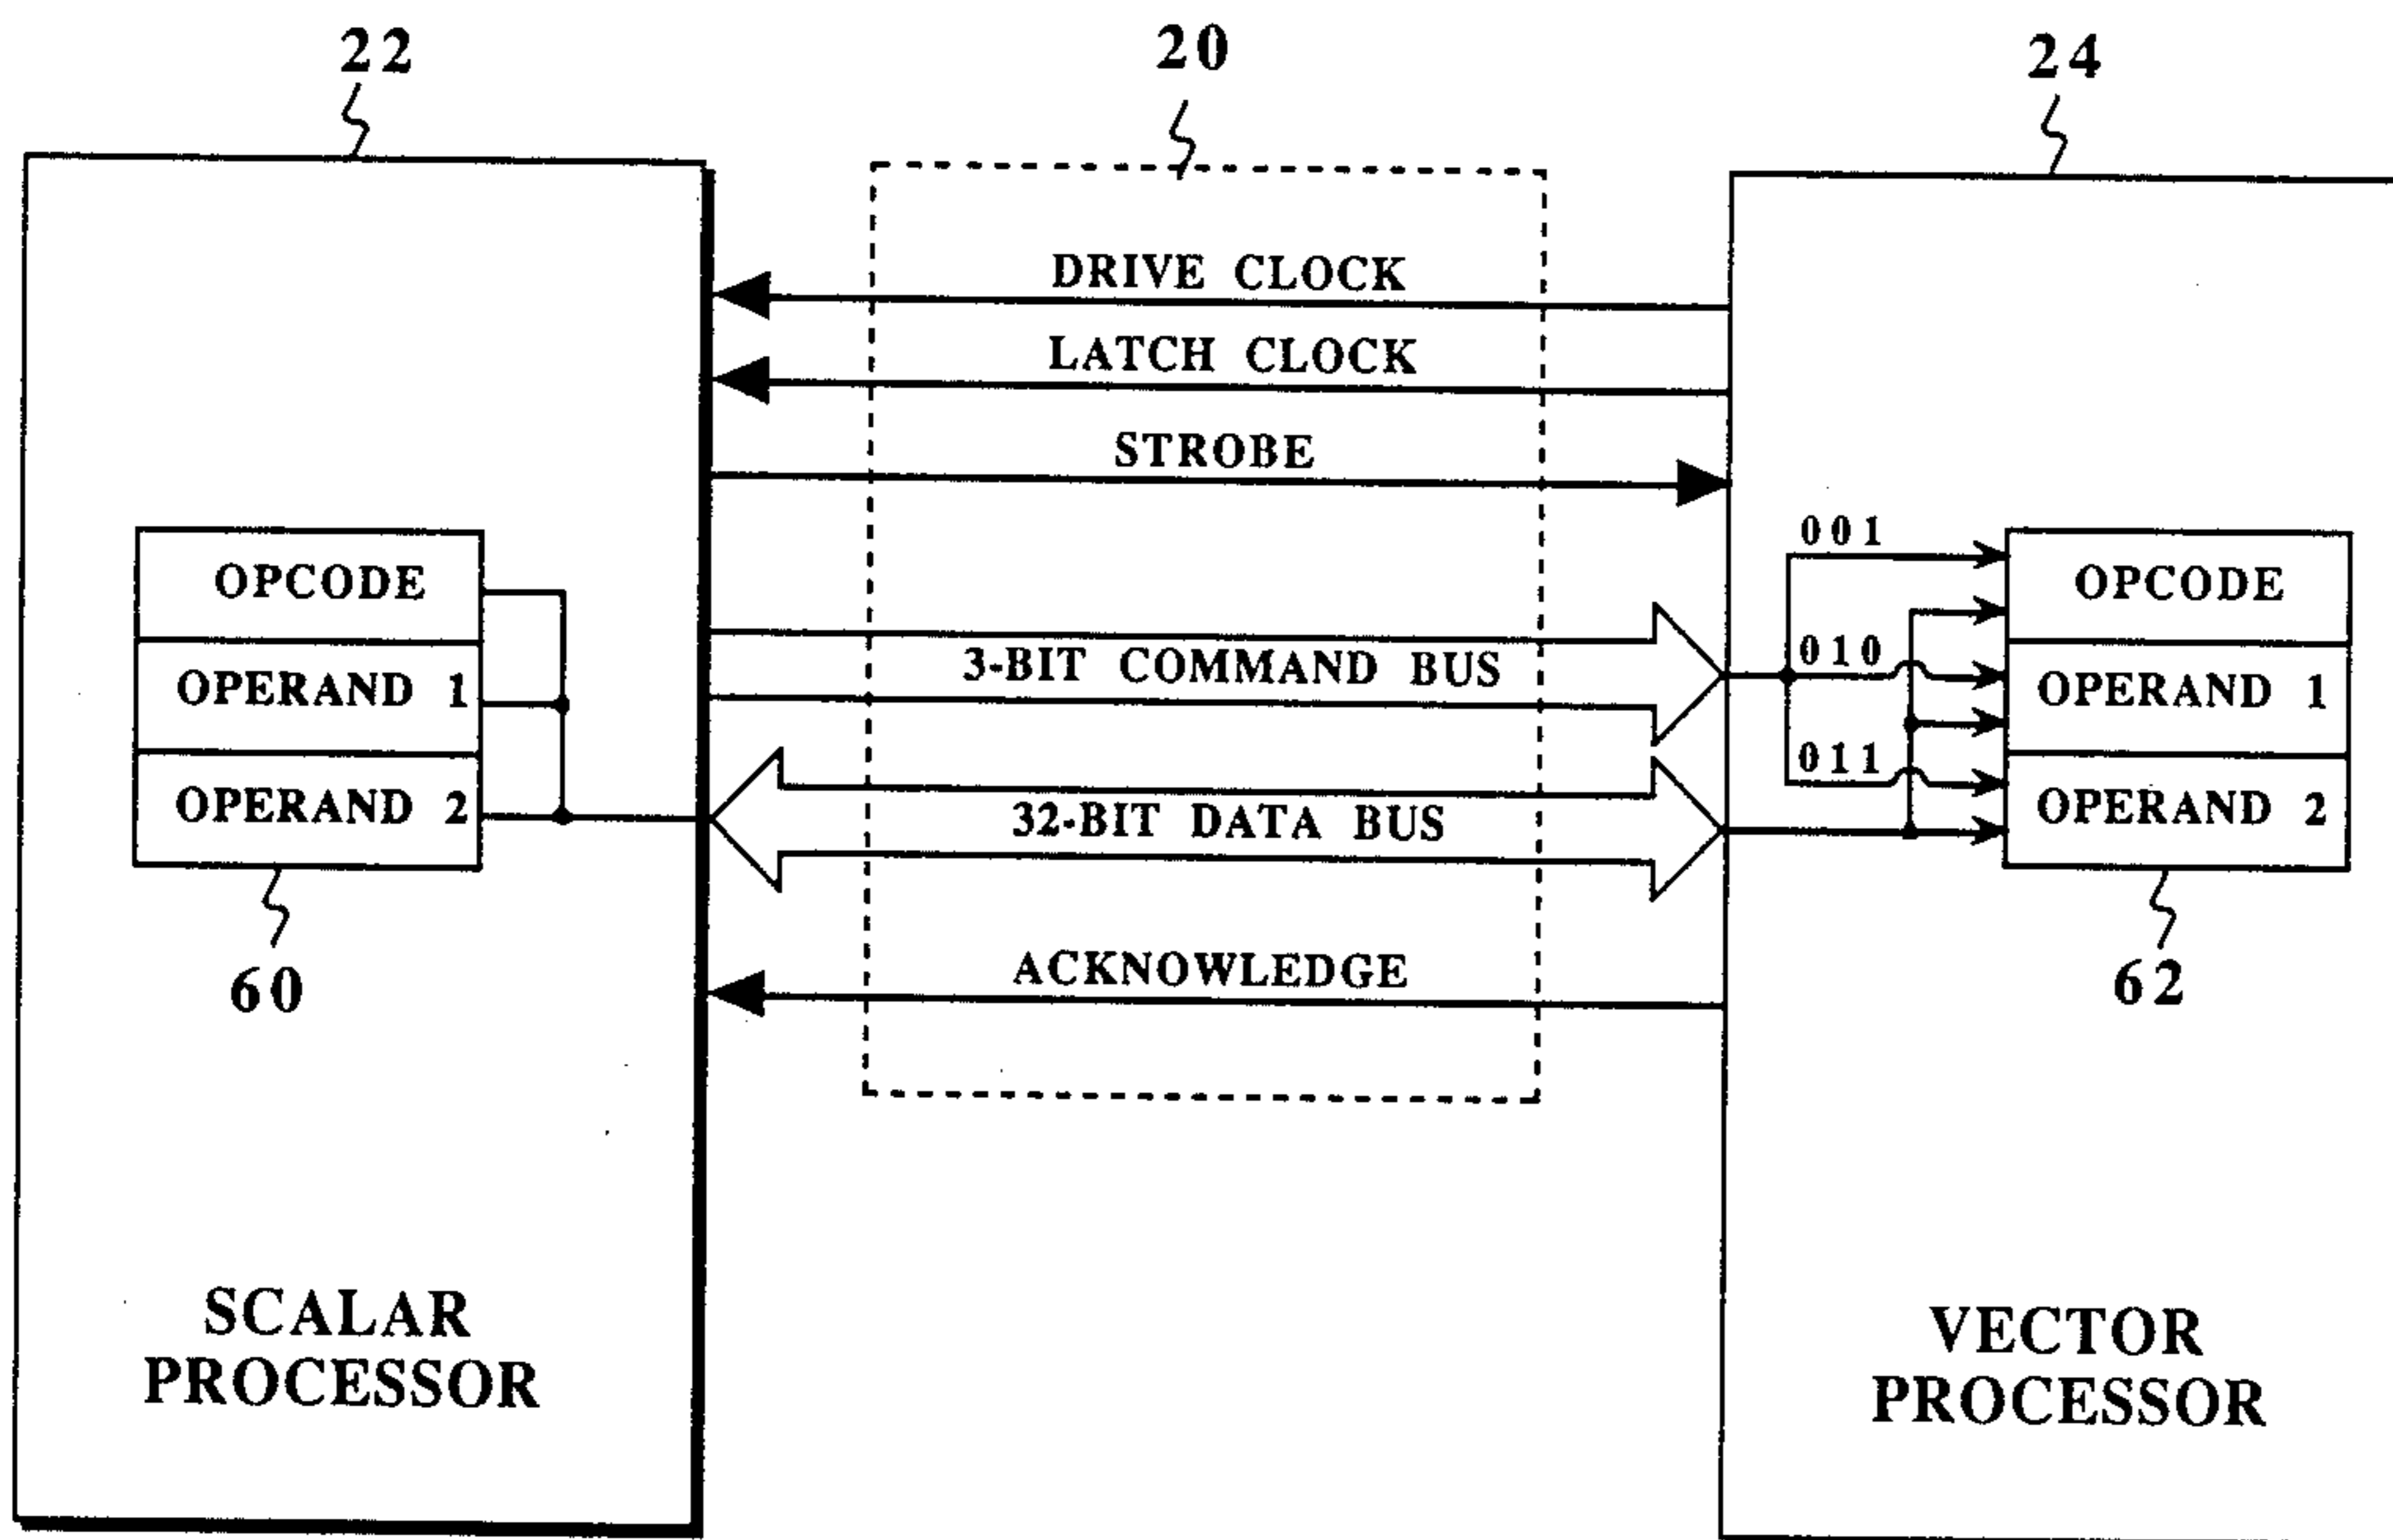 22
20
24
DRIVE CLOCK
LATCH CLOCK
STROBE
001
OPCODE
OPCODE
3-BIT COMMAND BUS
010
OPERAND 1
OPERAND 1
011
OPERAND 2
32-BIT DATA BUS
OPERAND 2
ACKNOWLEDGE
60
62
SCALAR
PROCESSOR
VECTOR
PROCESSOR